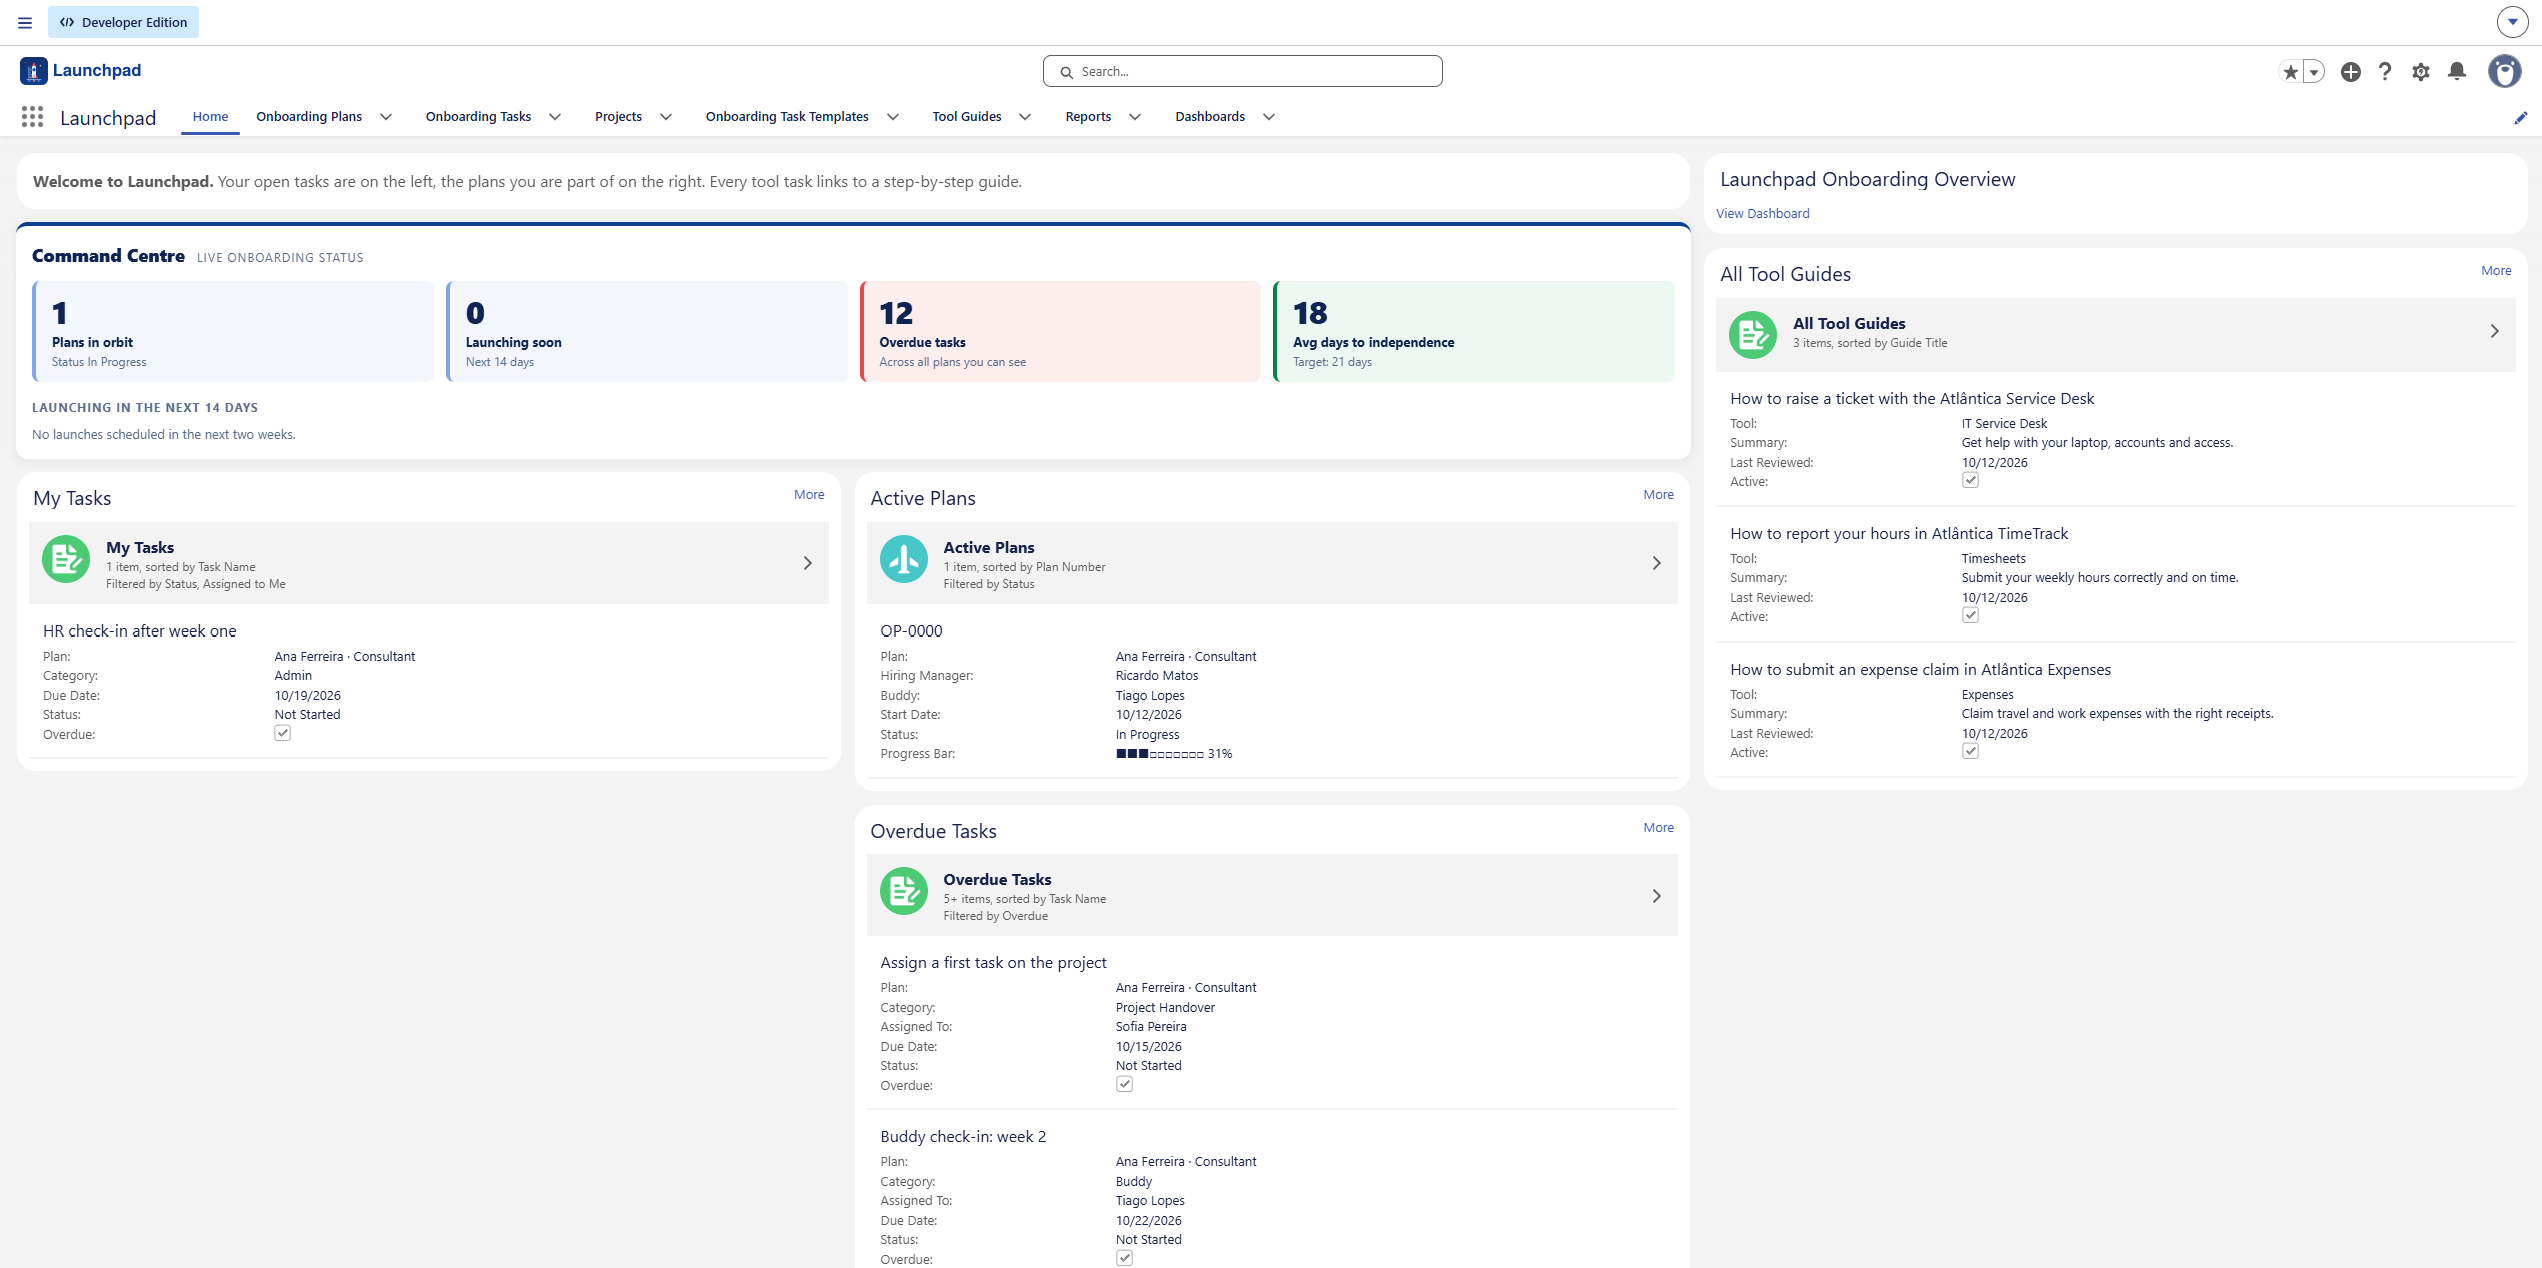 Developer Edition
Launchpad
Search...
Launchpad
Home
Onboarding Plans
Onboarding Tasks
Projects
Onboarding Task Templates
Tool Guides
Reports
Dashboards
Welcome to Launchpad. Your open tasks are on the left, the plans you are part of on the right. Every tool task links to a step-by-step guide.
Command Centre LIVE ONBOARDING STATUS
1
Plans in orbit
Status In Progress
0
Launching soon
Next 14 days
12
Overdue tasks
Across all plans you can see
18
Avg days to independence
Target: 21 days
LAUNCHING IN THE NEXT 14 DAYS
No launches scheduled in the next two weeks.
My Tasks
More
My Tasks
1 item, sorted by Task Name
Filtered by Status, Assigned to Me
HR check-in after week one
Plan: Ana Ferreira · Consultant
Category: Admin
Due Date: 10/19/2026
Status: Not Started
Overdue:
Active Plans
More
Active Plans
1 item, sorted by Plan Number
Filtered by Status
OP-0000
Plan: Ana Ferreira · Consultant
Hiring Manager: Ricardo Matos
Buddy: Tiago Lopes
Start Date: 10/12/2026
Status: In Progress
Progress Bar: ■■■□□□□□□□ 31%
Overdue Tasks
More
Overdue Tasks
5+ items, sorted by Task Name
Filtered by Overdue
Assign a first task on the project
Plan: Ana Ferreira · Consultant
Category: Project Handover
Assigned To: Sofia Pereira
Due Date: 10/15/2026
Status: Not Started
Overdue:
Buddy check-in: week 2
Plan: Ana Ferreira · Consultant
Category: Buddy
Assigned To: Tiago Lopes
Due Date: 10/22/2026
Status: Not Started
Overdue:
Launchpad Onboarding Overview
View Dashboard
All Tool Guides
More
All Tool Guides
3 items, sorted by Guide Title
How to raise a ticket with the Atlântica Service Desk
Tool: IT Service Desk
Summary: Get help with your laptop, accounts and access.
Last Reviewed: 10/12/2026
Active:
How to report your hours in Atlântica TimeTrack
Tool: Timesheets
Summary: Submit your weekly hours correctly and on time.
Last Reviewed: 10/12/2026
Active:
How to submit an expense claim in Atlântica Expenses
Tool: Expenses
Summary: Claim travel and work expenses with the right receipts.
Last Reviewed: 10/12/2026
Active: